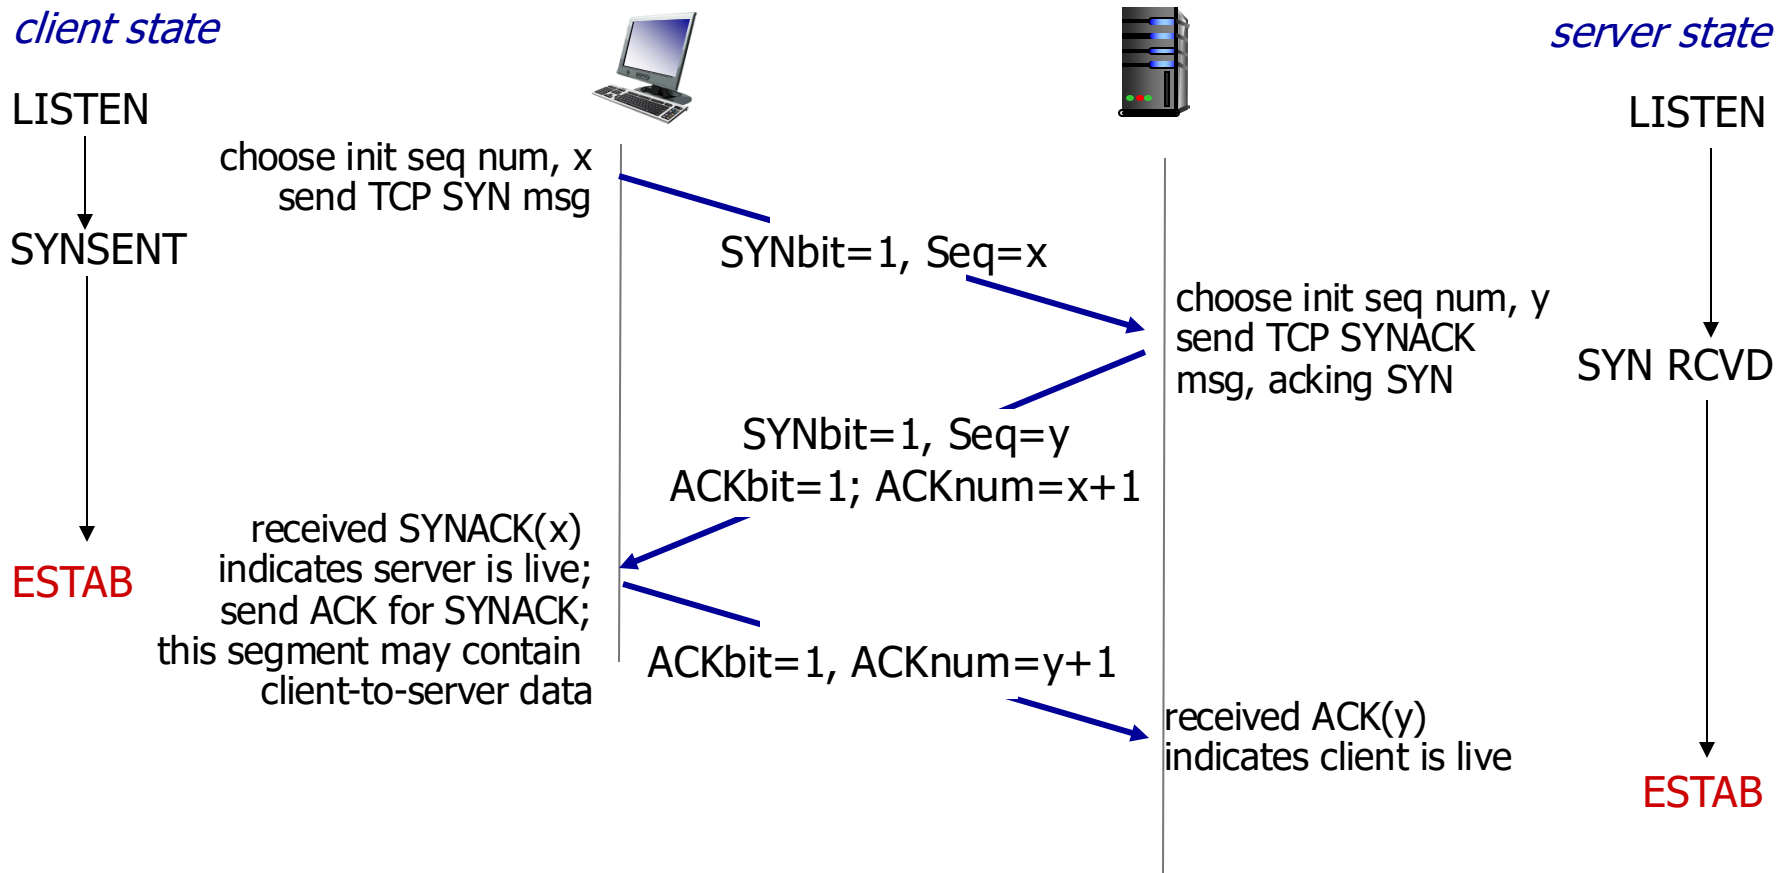 client state
server state
LISTEN
LISTEN
choose init seq num, x
send TCP SYN msg
SYNSENT
SYNbit=1, Seq=x
choose init seq num, y
send TCP SYNACK
msg, acking SYN
SYN RCVD
SYNbit=1, Seq=y
ACKbit=1; ACKnum=x+1
received SYNACK(x)
indicates server is live;
send ACK for SYNACK;
this segment may contain
client-to-server data
ESTAB
ACKbit=1, ACKnum=y+1
received ACK(y)
indicates client is live
ESTAB